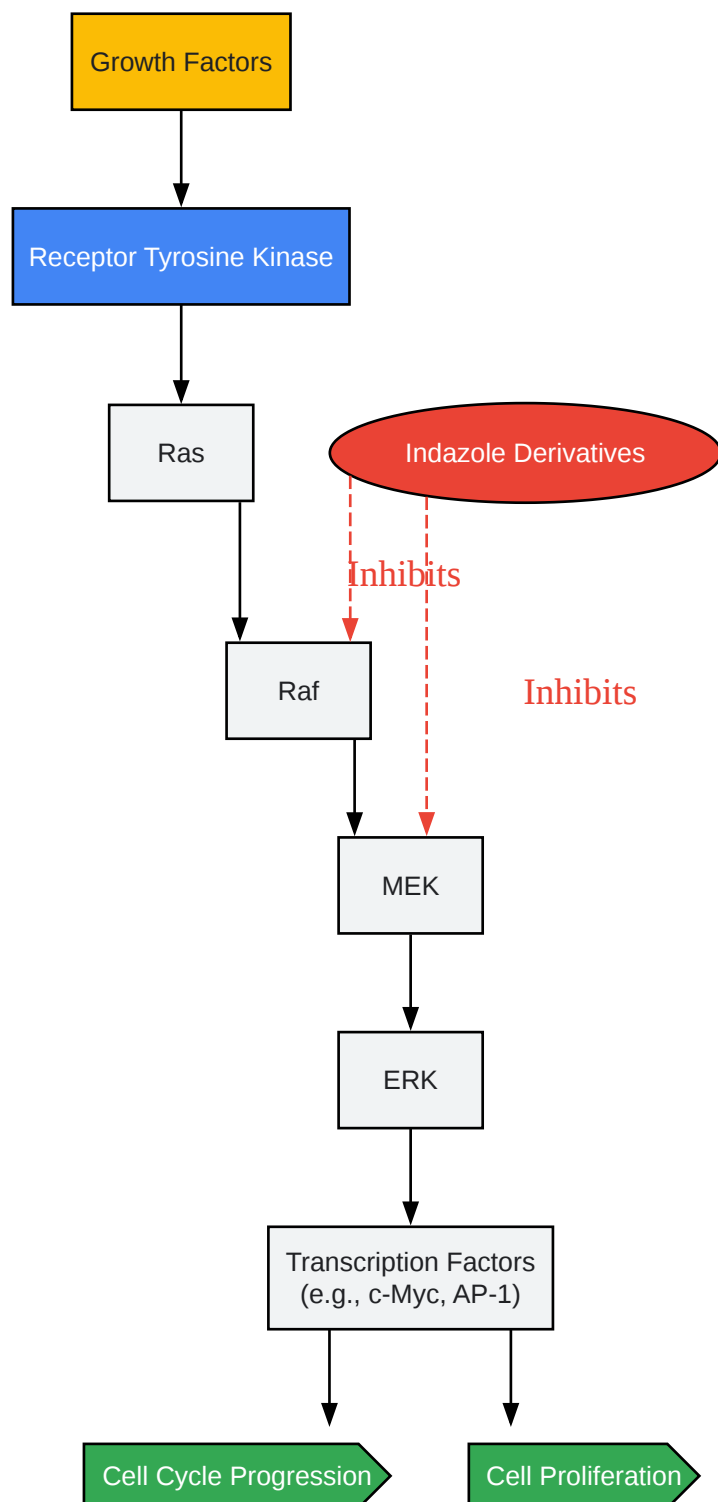 Growth Factors
Receptor Tyrosine Kinase
Ras
Indazole Derivatives
Inhibits
Raf
Inhibits
MEK
ERK
Transcription Factors
(e.g., c-Myc, AP-1)
Cell Cycle Progression
Cell Proliferation